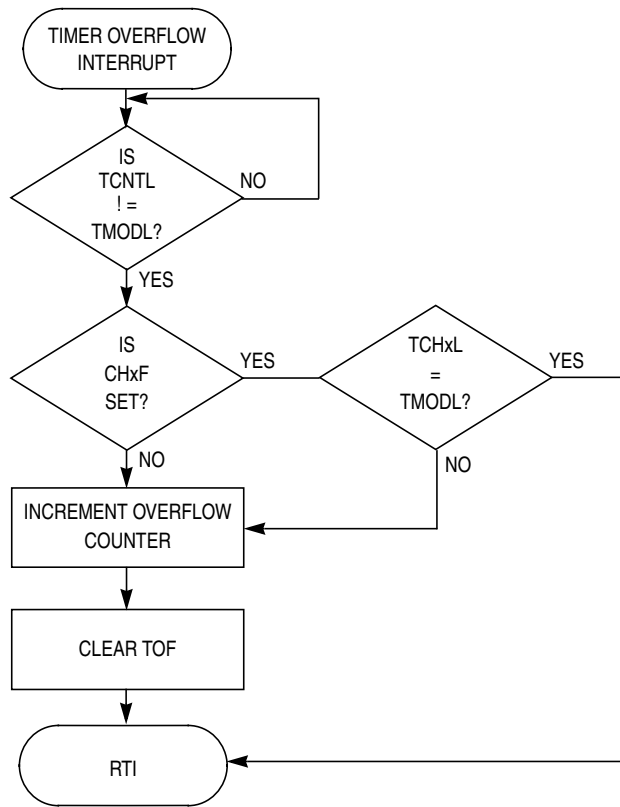 TIMER OVERFLOW
INTERRUPT
IS
TCNTL
! =
TMODL?
NO
YES
IS
CHxF
SET?
YES
TCHxL
=
TMODL?
YES
NO
NO
INCREMENT OVERFLOW
COUNTER
CLEAR TOF
RTI